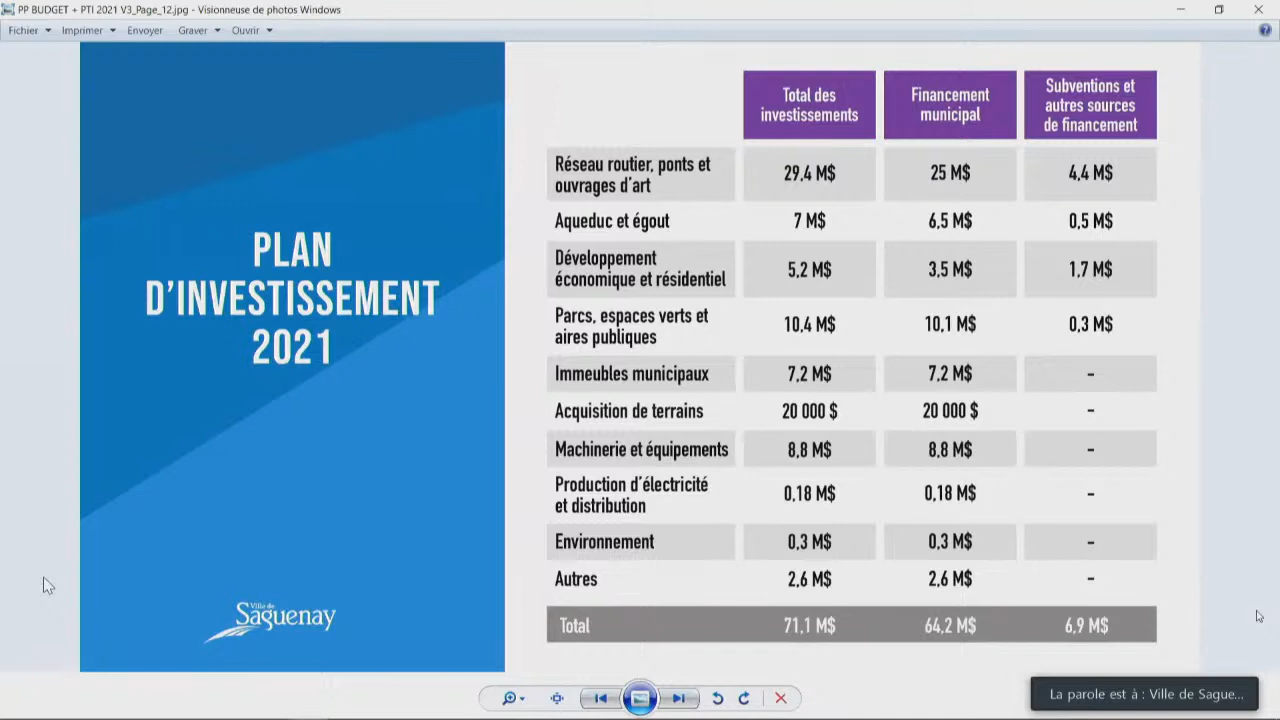 PP BUDGET + PTI 2021 V3_Page_12.jpg - Visionneuse de photos Windows
Fichier Imprimer Envoyer Graver Ouvrir
PLAN
D'INVESTISSEMENT
2021
Ville de
Saguenay
Total des
investissements
Financement
municipal
Subventions et
autres sources
de financement
Réseau routier, ponts et
ouvrages d'art
29,4 M$ 25 M$ 4,4 M$
Aqueduc et égout 7 M$ 6,5 M$ 0,5 M$
Développement
économique et résidentiel
5,2 M$ 3,5 M$ 1,7 M$
Parcs, espaces verts et
aires publiques
10,4 M$ 10,1 M$ 0,3 M$
Immeubles municipaux 7,2 M$ 7,2 M$ -
Acquisition de terrains 20 000 $ 20 000 $ -
Machinerie et équipements 8,8 M$ 8,8 M$ -
Production d'électricité
et distribution
0,18 M$ 0,18 M$ -
Environnement 0,3 M$ 0,3 M$ -
Autres 2,6 M$ 2,6 M$ -
Total 71,1 M$ 64,2 M$ 6,9 M$
La parole est à : Ville de Sague...